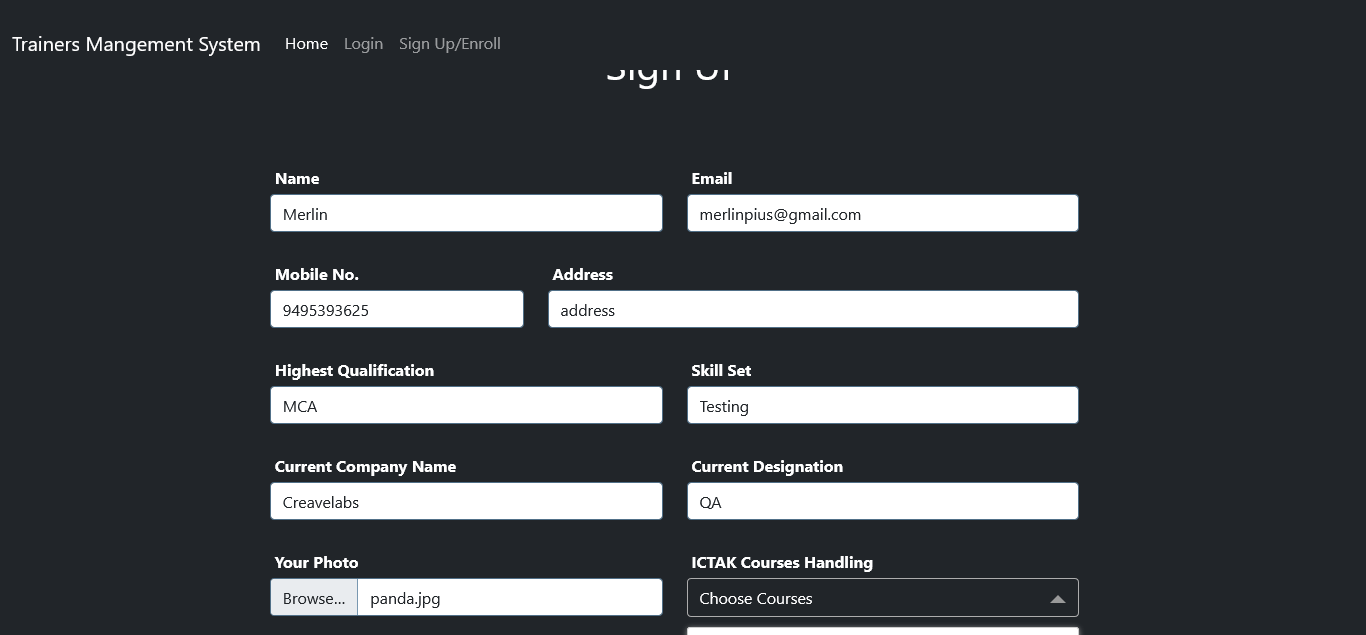 Trainers Mangement System Home Login Sign Up/Enroll
Sign Up
Name Email
Merlin merlinpius@gmail.com
Mobile No. Address
9495393625 address
Highest Qualification Skill Set
MCA Testing
Current Company Name Current Designation
Creavelabs QA
Your Photo ICTAK Courses Handling
Browse... panda.jpg Choose Courses